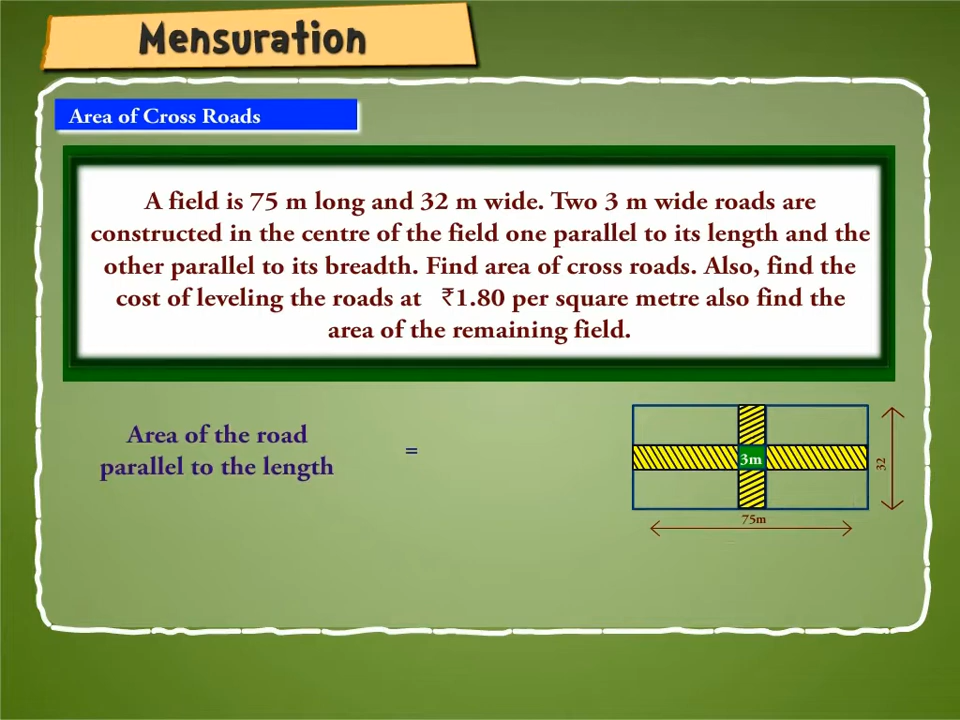 Mensuration
Area of Cross Roads
A field is 75 m long and 32 m wide. Two 3 m wide roads are
constructed in the centre of the field one parallel to its length and the
other parallel to its breadth. Find area of cross roads. Also, find the
cost of leveling the roads at ₹1.80 per square metre also find the
area of the remaining field.
Area of the road
parallel to the length
=
3m
32
75m